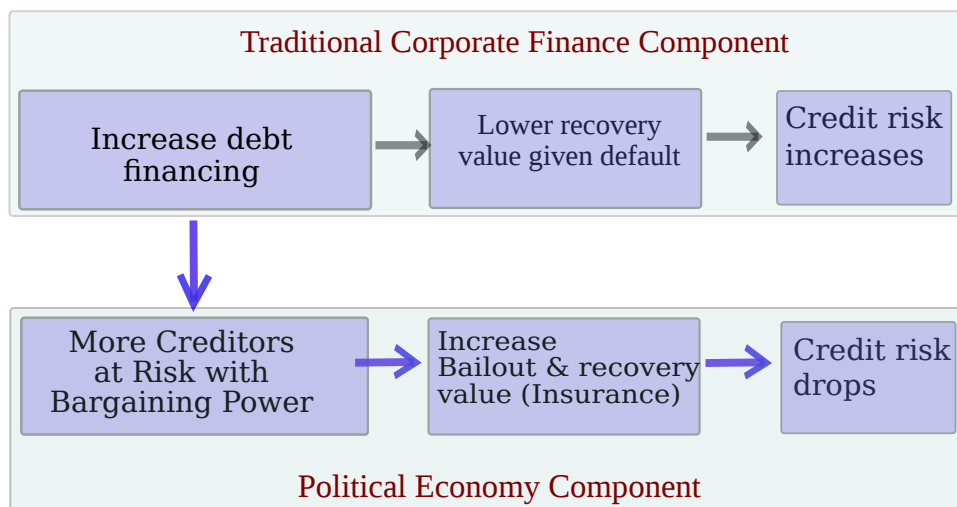 Traditional Corporate Finance Component
Increase debt
financing
Lower recovery
value given default
Credit risk
increases
More Creditors
at Risk with
Bargaining Power
Increase
Bailout & recovery
value (Insurance)
Credit risk
drops
Political Economy Component